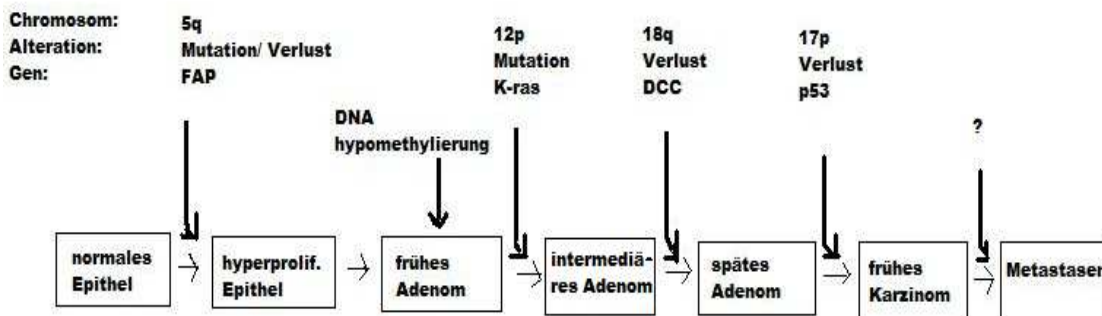 Chromosom:
Alteration:
Gen:
5q
Mutation/ Verlust
FAP
12p
Mutation
K-ras
18q
Verlust
DCC
17p
Verlust
p53
DNA
hypomethylierung
?
normales
Epithel
hyperprolif.
Epithel
frühes
Adenom
intermediä-
res Adenom
spätes
Adenom
frühes
Karzinom
Metastasen